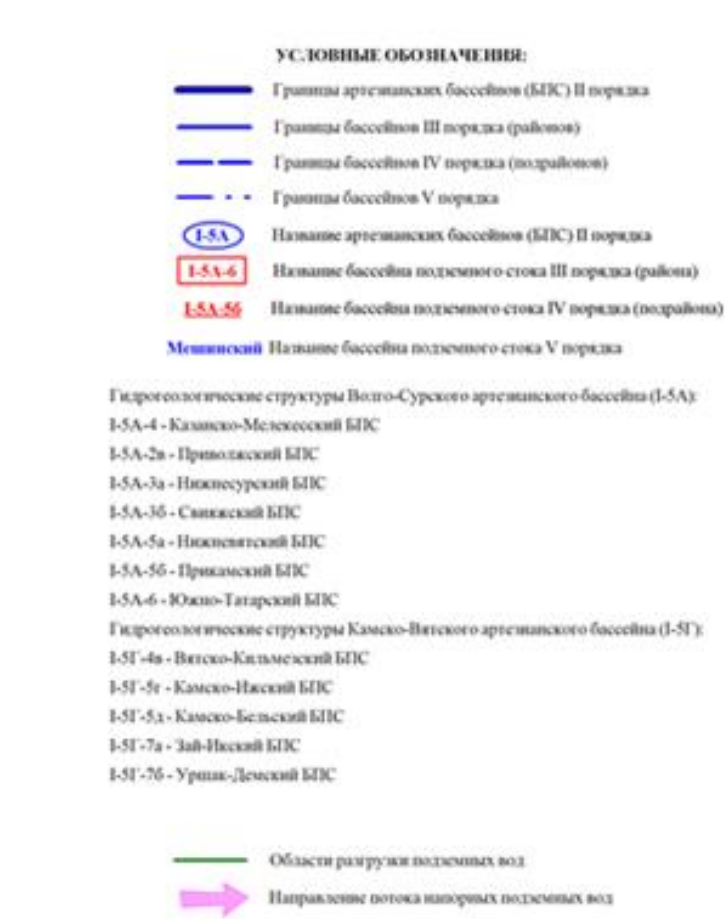 УСЛОВНЫЕ ОБОЗНАЧЕНИЯ:
Границы артезианских бассейнов (БПС) II порядка
Границы бассейнов III порядка (районов)
Границы бассейнов IV порядка (подрайонов)
Границы бассейнов V порядка
I-5А Название артезианских бассейнов (БПС) II порядка
I-5А-6 Название бассейна подземного стока III порядка (района)
I-5А-5б Название бассейна подземного стока IV порядка (подрайона)
Мешинский Название бассейна подземного стока V порядка
Гидрогеологические структуры Волго-Сурского артезианского бассейна (I-5А):
I-5А-4 - Казанско-Мелекесский БПС
I-5А-2в - Приволжский БПС
I-5А-3а - Нижнесурский БПС
I-5А-3б - Свияжский БПС
I-5А-5а - Нижневятский БПС
I-5А-5б - Прикамский БПС
I-5А-6 - Южно-Татарский БПС
Гидрогеологические структуры Камско-Вятского артезианского бассейна (I-5Г):
I-5Г-4в - Вятско-Кильмезский БПС
I-5Г-5г - Камско-Ижский БПС
I-5Г-5д - Камско-Бельский БПС
I-5Г-7а - Зай-Икский БПС
I-5Г-7б - Уршак-Демский БПС
Области разгрузки подземных вод
Направление потока напорных подземных вод